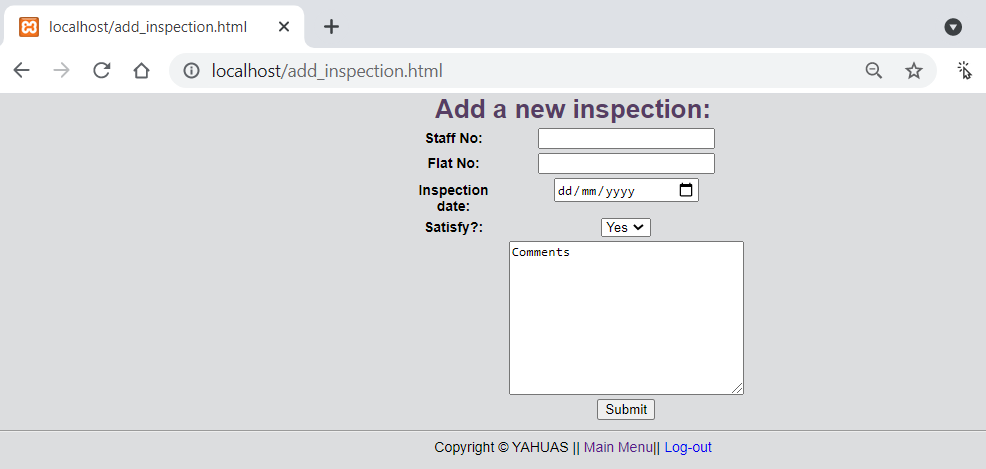 localhost/add_inspection.html
localhost/add_inspection.html
Add a new inspection:
Staff No:
Flat No:
Inspection
date:
dd/mm/yyyy
Satisfy?:
Yes
Comments
Submit
Copyright © YAHUAS || Main Menu|| Log-out